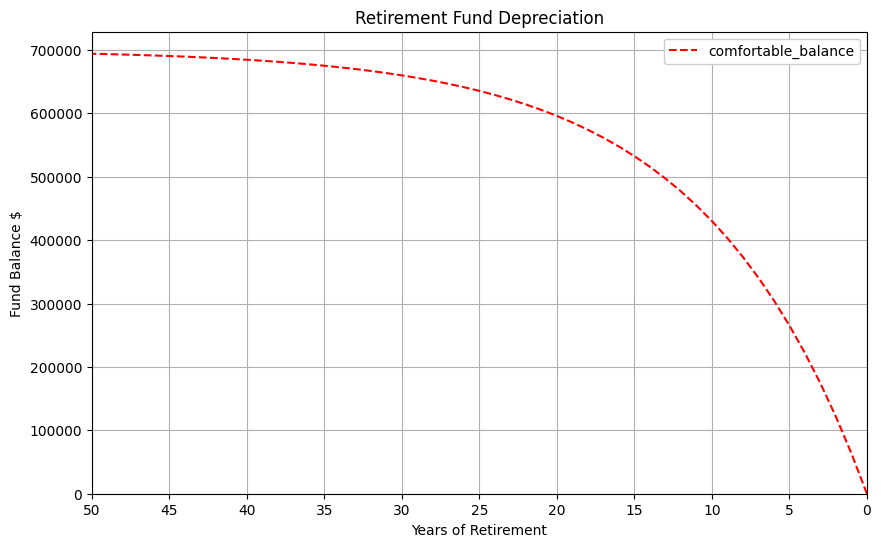 Retirement Fund Depreciation
comfortable_balance
Fund Balance $
700000
600000
500000
400000
300000
200000
100000
0
50 45 40 35 30 25 20 15 10 5 0
Years of Retirement